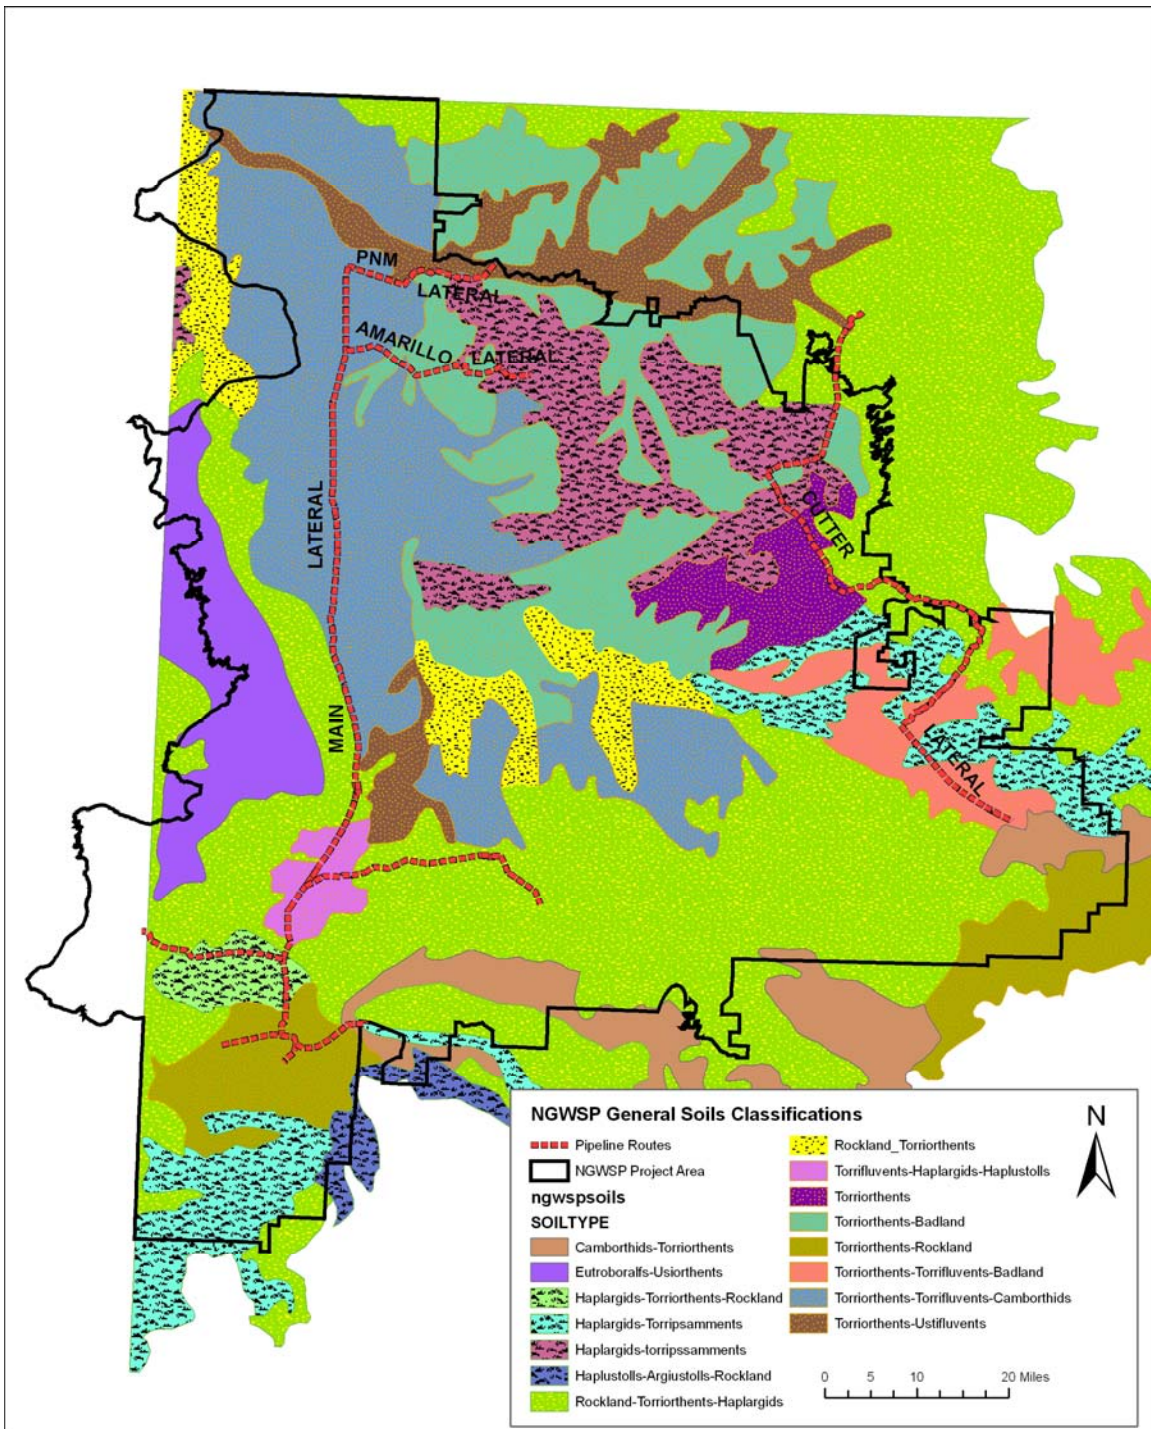 PNM
LATERAL
AMARILLO LATERAL
CUTTER
LATERAL
MAIN
LATERAL
NGWSP General Soils Classifications
Pipeline Routes
NGWSP Project Area
ngwspsoils
SOILTYPE
Camborthids-Torriorthents
Eutroboralfs-Usiorthents
Haplargids-Torriorthents-Rockland
Haplargids-Torripsamments
Haplargids-torripssamments
Haplustolls-Argiustolls-Rockland
Rockland-Torriorthents-Haplargids
Rockland_Torriorthents
Torrifluvents-Haplargids-Haplustolls
Torriorthents
Torriorthents-Badland
Torriorthents-Rockland
Torriorthents-Torrifluvents-Badland
Torriorthents-Torrifluvents-Camborthids
Torriorthents-Ustifluvents
N
0 5 10 20 Miles